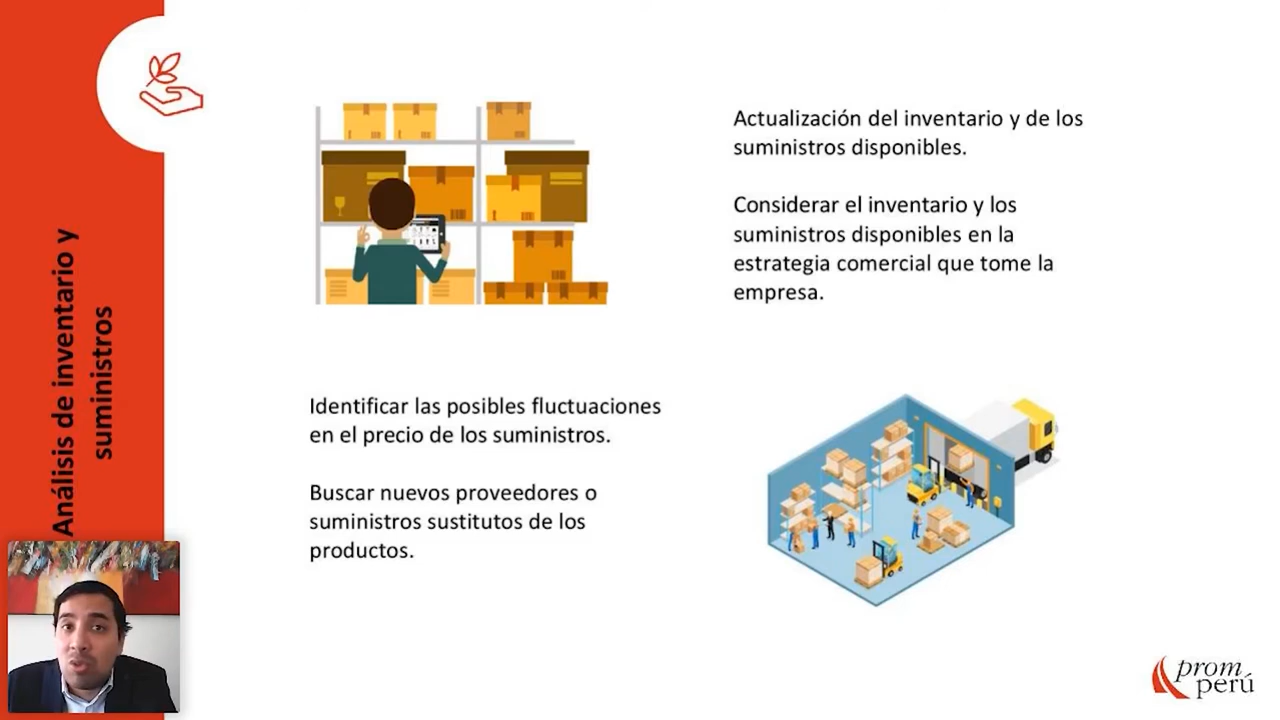 Análisis de inventario y
suministros
Actualización del inventario y de los
suministros disponibles.
Considerar el inventario y los
suministros disponibles en la
estrategia comercial que tome la
empresa.
Identificar las posibles fluctuaciones
en el precio de los suministros.
Buscar nuevos proveedores o
suministros sustitutos de los
productos.
prom
perú